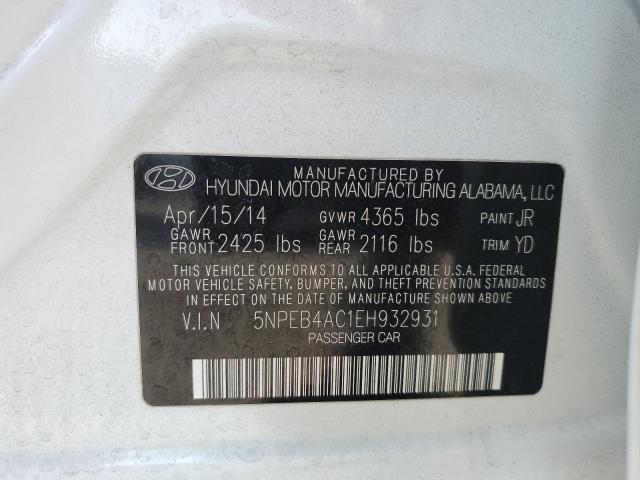 MANUFACTURED BY
HYUNDAI MOTOR MANUFACTURING ALABAMA, LLC
Apr/15/14 GVWR 4365 lbs PAINT JR
GAWR FRONT 2425 lbs GAWR REAR 2116 lbs TRIM YD
THIS VEHICLE CONFORMS TO ALL APPLICABLE U.S.A. FEDERAL
MOTOR VEHICLE SAFETY, BUMPER, AND THEFT PREVENTION STANDARDS
IN EFFECT ON THE DATE OF MANUFACTURE SHOWN ABOVE
V.I.N 5NPEB4AC1EH932931
PASSENGER CAR